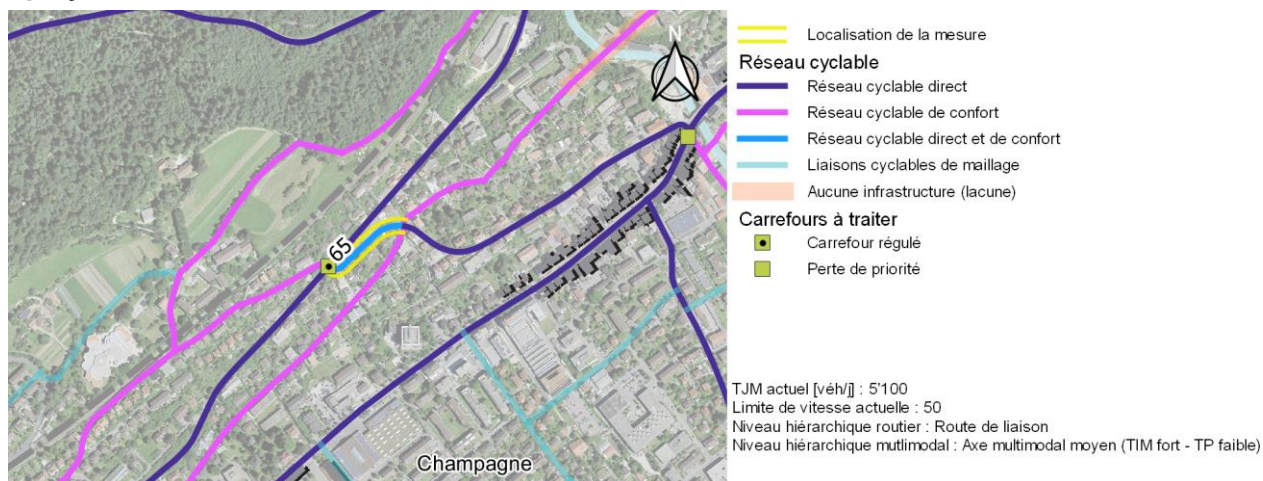 N
65
Champagne
Localisation de la mesure
Réseau cyclable
Réseau cyclable direct
Réseau cyclable de confort
Réseau cyclable direct et de confort
Liaisons cyclables de maillage
Aucune infrastructure (lacune)
Carrefours à traiter
Carrefour régulé
Perte de priorité
TJM actuel [véh/j] : 5'100
Limite de vitesse actuelle : 50
Niveau hiérarchique routier : Route de liaison
Niveau hiérarchique mutlimodal : Axe multimodal moyen (TIM fort - TP faible)